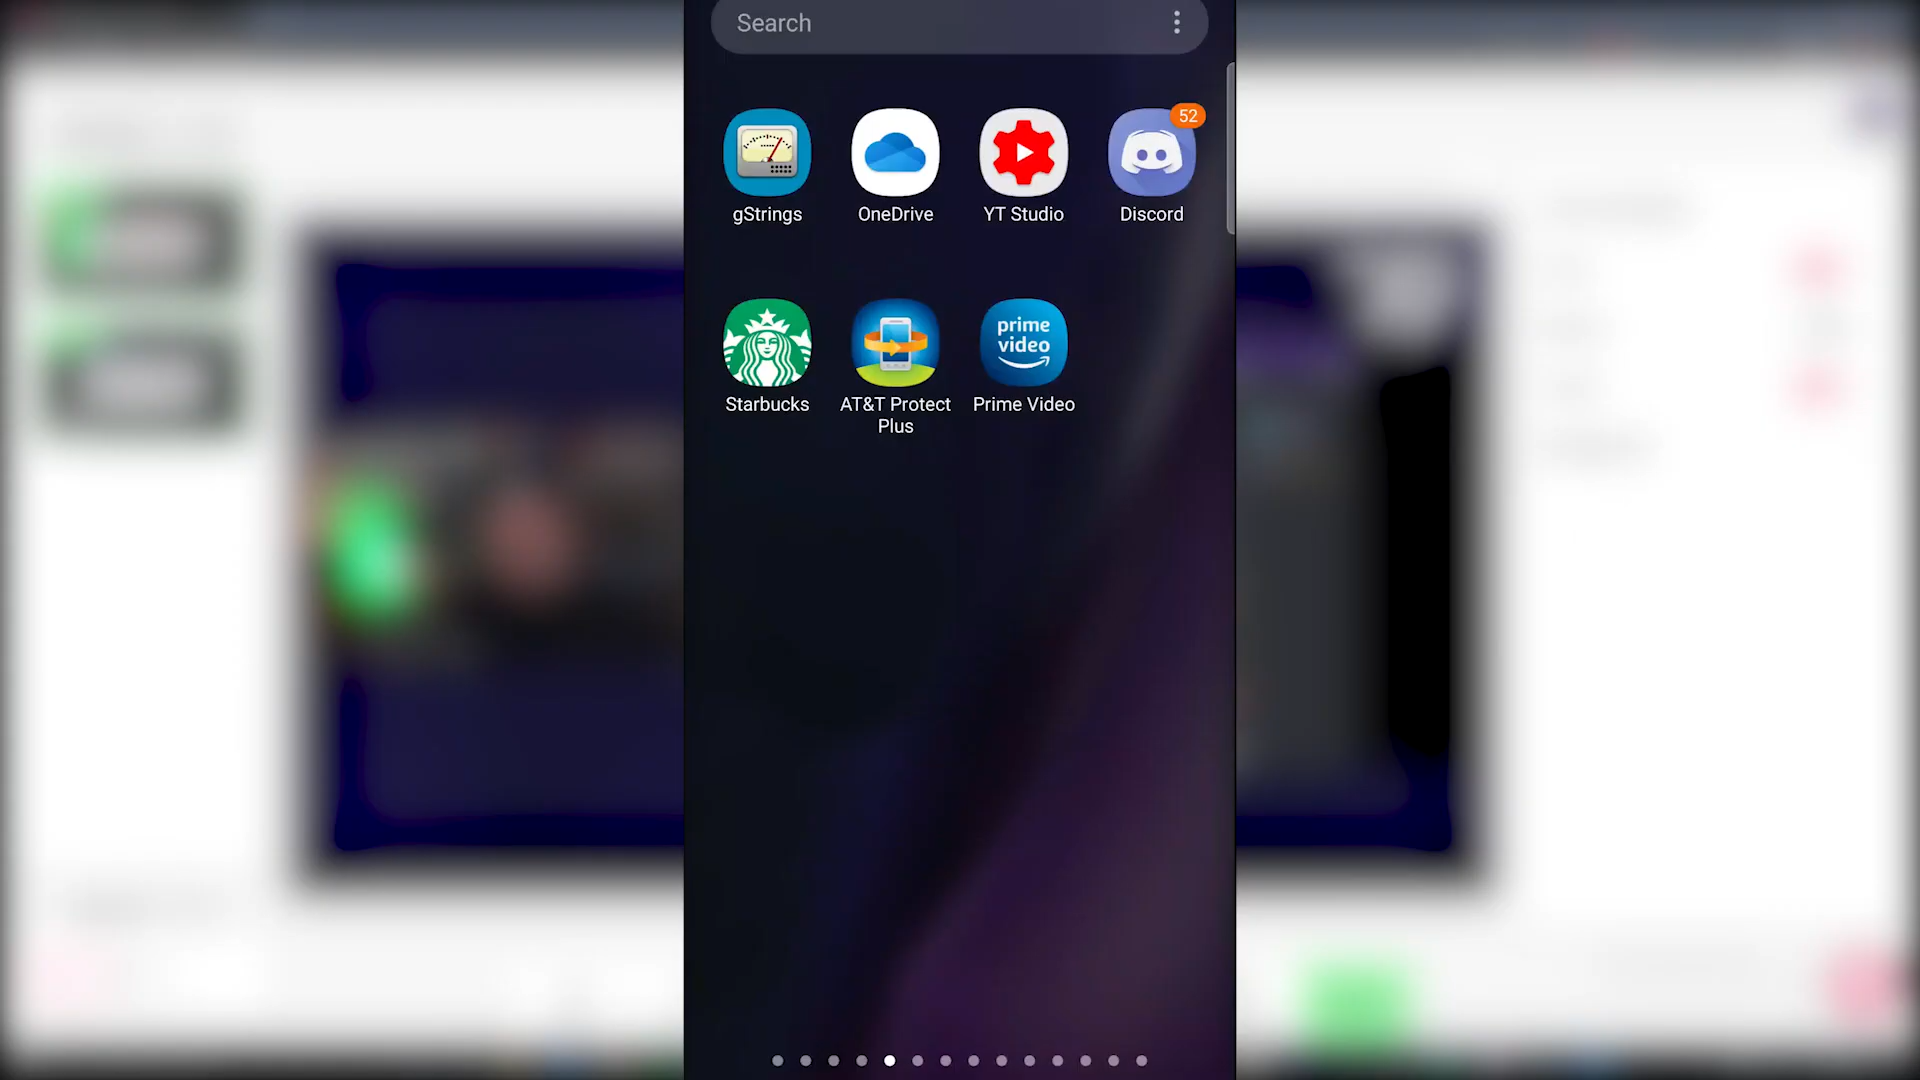 Search
52
gStrings
OneDrive
YT Studio
Discord
prime
video
Starbucks
AT&T Protect
Plus
Prime Video